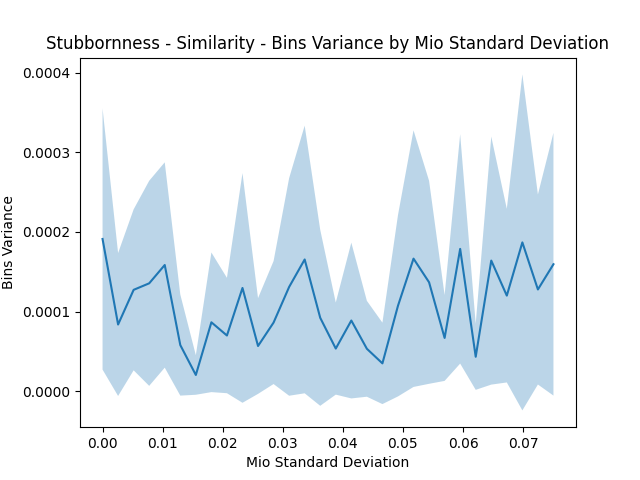 Stubbornness - Similarity - Bins Variance by Mio Standard Deviation
0.0004
0.0003
0.0002
0.0001
0.0000
Bins Variance
0.00 0.01 0.02 0.03 0.04 0.05 0.06 0.07
Mio Standard Deviation